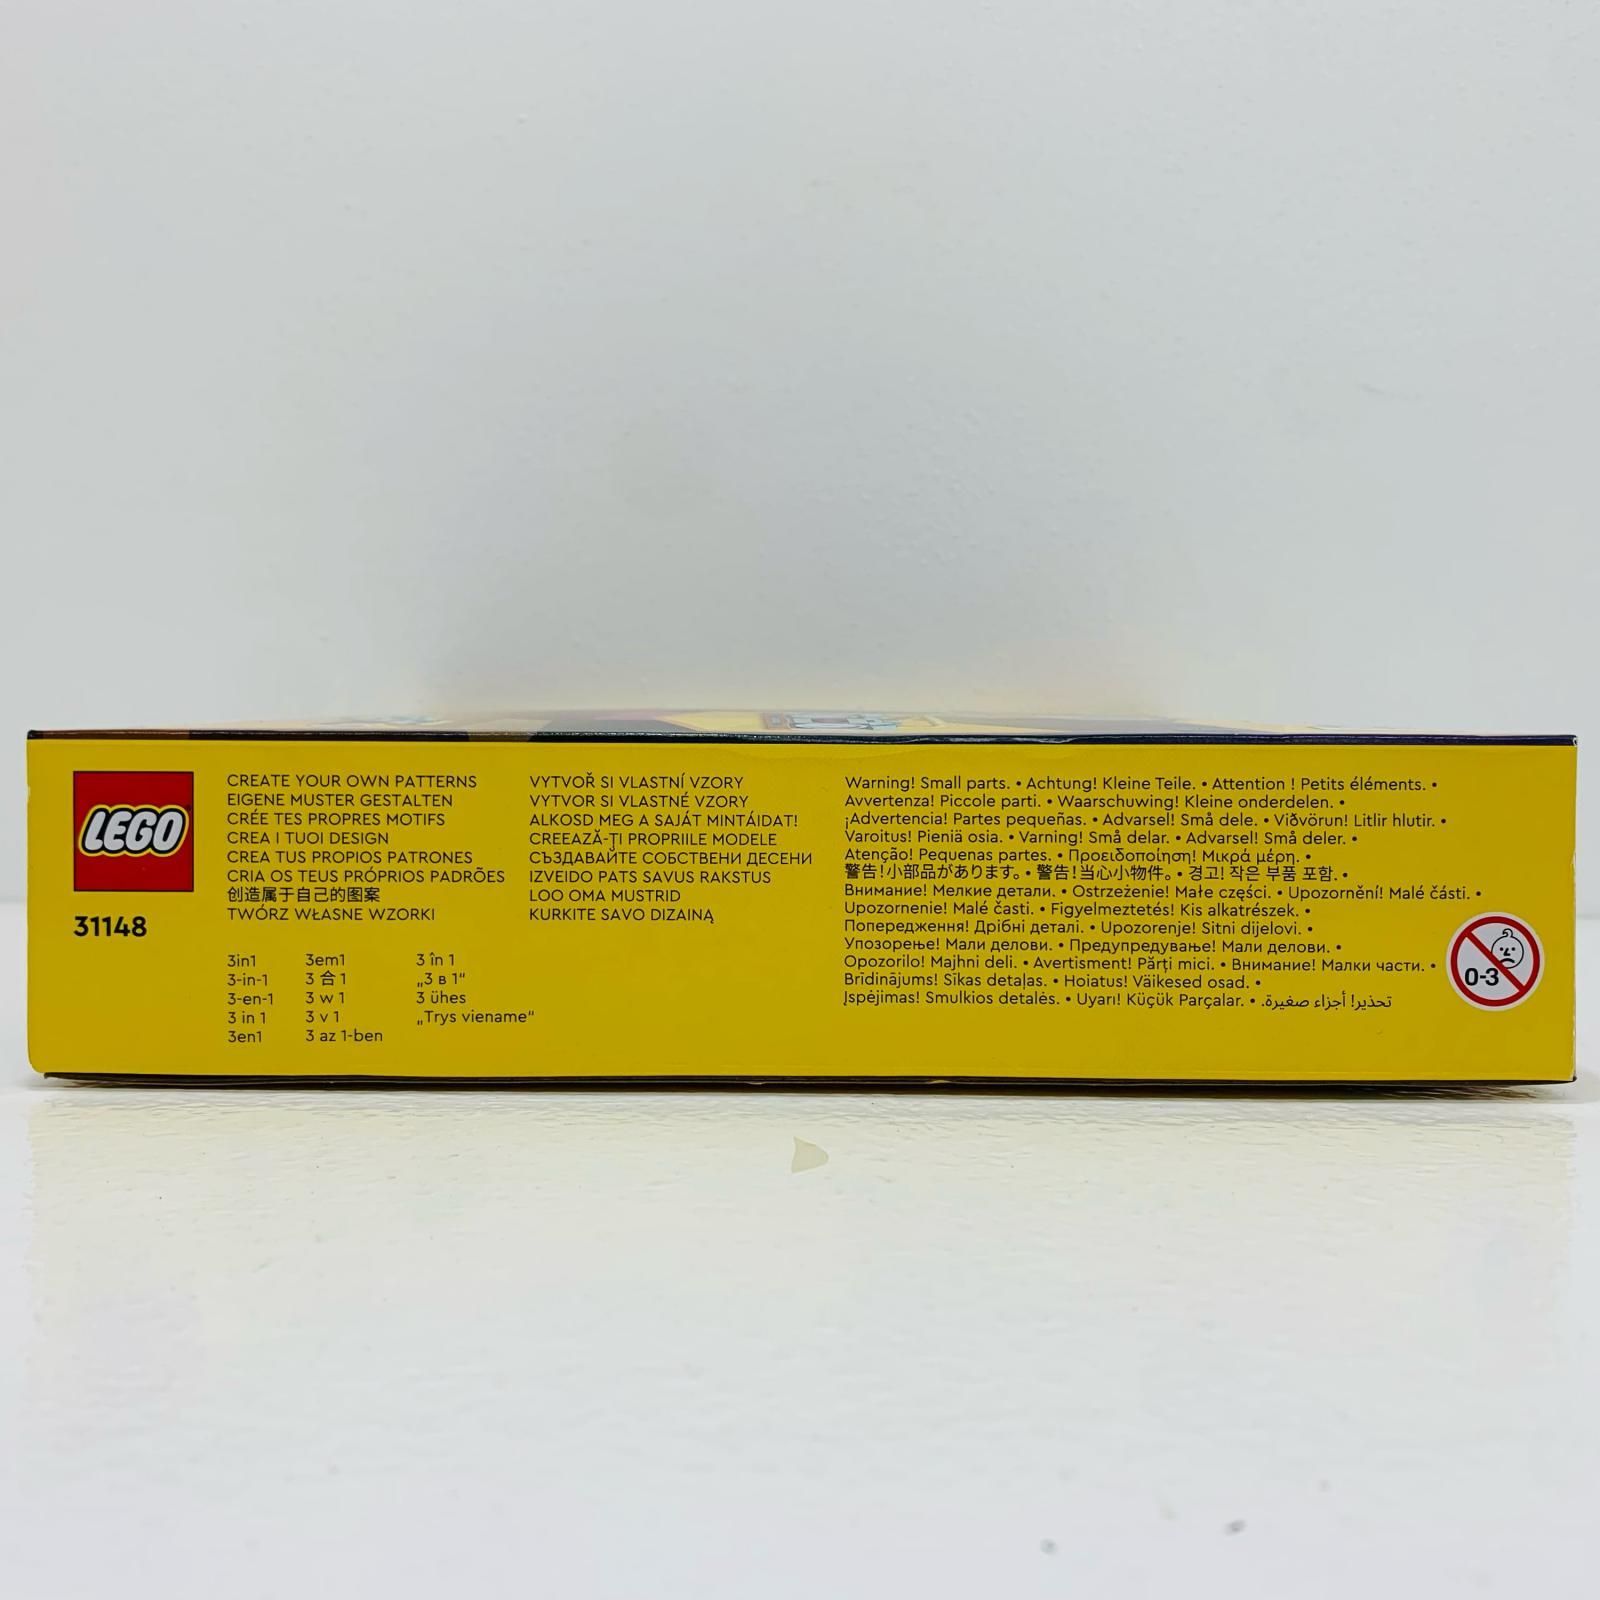 LEGO
31148
CREATE YOUR OWN PATTERNS
EIGENE MUSTER GESTALTEN
CRÉE TES PROPRES MOTIFS
CREA I TUOI DESIGN
CREA TUS PROPIOS PATRONES
CRIA OS TEUS PRÓPRIOS PADRÕES
创造属于自己的图案
TWÓRZ WŁASNE WZORKI
VYTVOŘ SI VLASTNÍ VZORY
VYTVOR SI VLASTNÉ VZORY
ALKOSD MEG A SAJÁT MINTÁIDAT!
CREEAZĂ-ȚI PROPRIILE MODELE
СЪЗДАВАЙТЕ СОБСТВЕНИ ДЕСЕНИ
IZVEIDO PATS SAVUS RAKSTUS
LOO OMA MUSTRID
KURKITE SAVO DIZAINĄ
3in1
3-in-1
3-en-1
3 in 1
3en1
3em1
3 合 1
3 w 1
3 v 1
3 az 1-ben
3 în 1
„3 в 1“
3 ühes
„Trys viename“
Warning! Small parts. • Achtung! Kleine Teile. • Attention ! Petits éléments. •
Avvertenza! Piccole parti. • Waarschuwing! Kleine onderdelen. •
¡Advertencia! Partes pequeñas. • Advarsel! Små dele. • Viðvörun! Litlir hlutir. •
Varoitus! Pieniä osia. • Varning! Små delar. • Advarsel! Små deler. •
Atenção! Pequenas partes. • Προειδοποίηση! Μικρά μέρη. •
警告!小部品があります。• 警告!当心小物件。• 경고! 작은 부품 포함. •
Внимание! Мелкие детали. • Ostrzeżenie! Małe części. • Upozornění! Malé části. •
Upozornenie! Malé časti. • Figyelmeztetés! Kis alkatrészek. •
Попередження! Дрібні деталі. • Upozorenje! Sitni dijelovi. •
Упозорење! Мали делови. • Предупредување! Мали делови. •
Opozorilo! Majhni deli. • Avertisment! Părți mici. • Внимание! Малки части. •
Brīdinājums! Sīkas detaļas. • Hoiatus! Väikesed osad. •
Įspėjimas! Smulkios detalės. • Uyarı! Küçük Parçalar. • تحذير! أجزاء صغيرة.
0-3